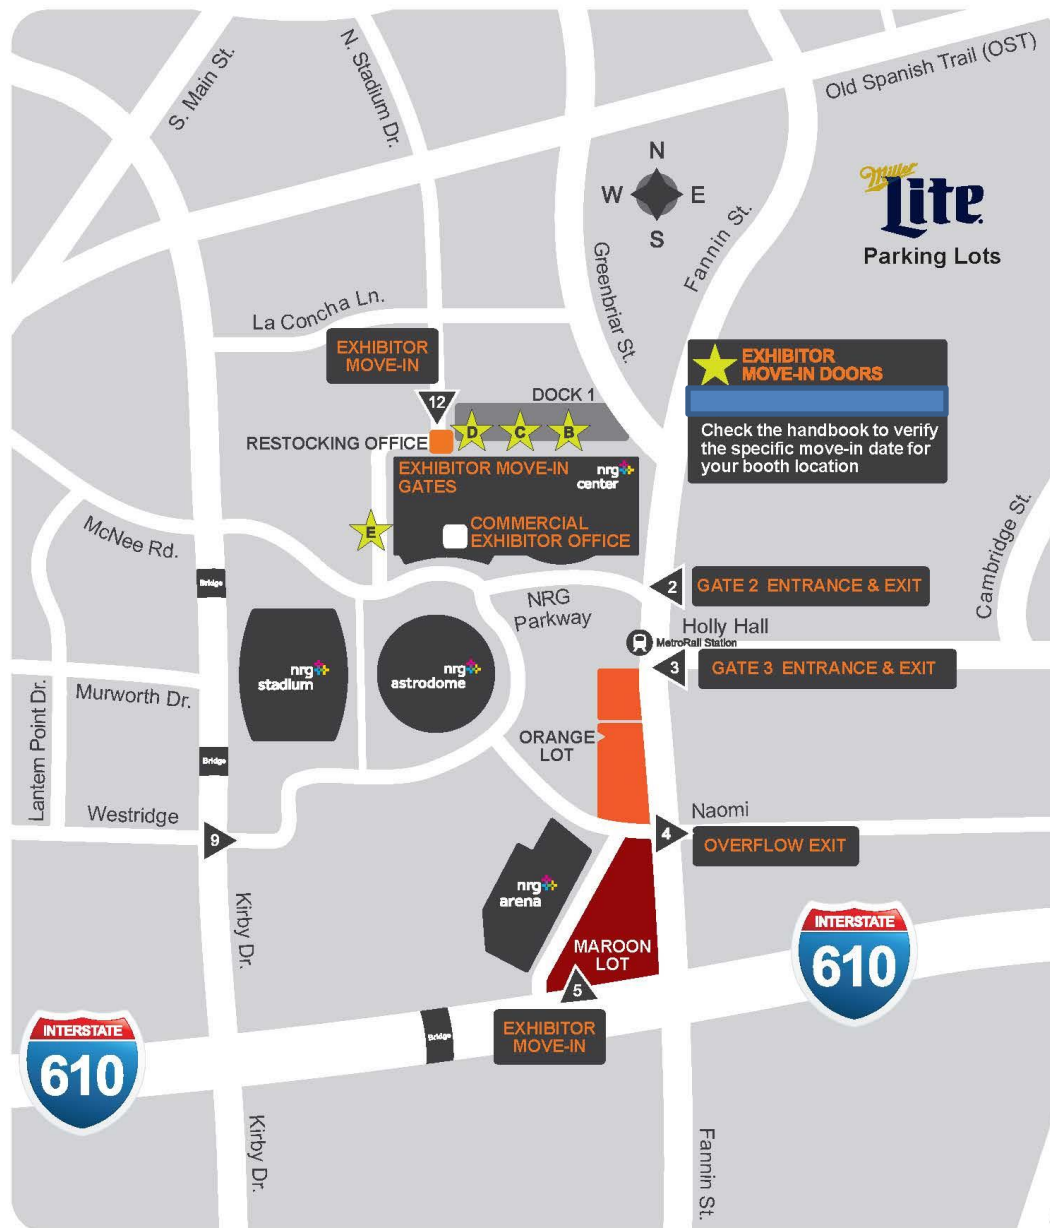 S. Main St.
N. Stadium Dr.
Old Spanish Trail (OST)
N
W
E
S
Miller
Lite
Parking Lots
Fannin St.
Greenbriar St.
La Concha Ln.
EXHIBITOR
MOVE-IN
EXHIBITOR
MOVE-IN DOORS
Check the handbook to verify
the specific move-in date for
your booth location
12
DOCK 1
D
C
B
RESTOCKING OFFICE
EXHIBITOR MOVE-IN
GATES
nrg
center
COMMERCIAL
EXHIBITOR OFFICE
E
McNee Rd.
Cambridge St.
Bridge
2
GATE 2 ENTRANCE & EXIT
NRG
Parkway
Holly Hall
MetroRail Station
3
GATE 3 ENTRANCE & EXIT
nrg
stadium
nrg
astrodome
Murworth Dr.
Lantern Point Dr.
ORANGE
LOT
Bridge
Westridge
9
Naomi
4
OVERFLOW EXIT
nrg
arena
Kirby Dr.
MAROON
LOT
5
INTERSTATE
610
EXHIBITOR
MOVE-IN
Bridge
INTERSTATE
610
Kirby Dr.
Fannin St.